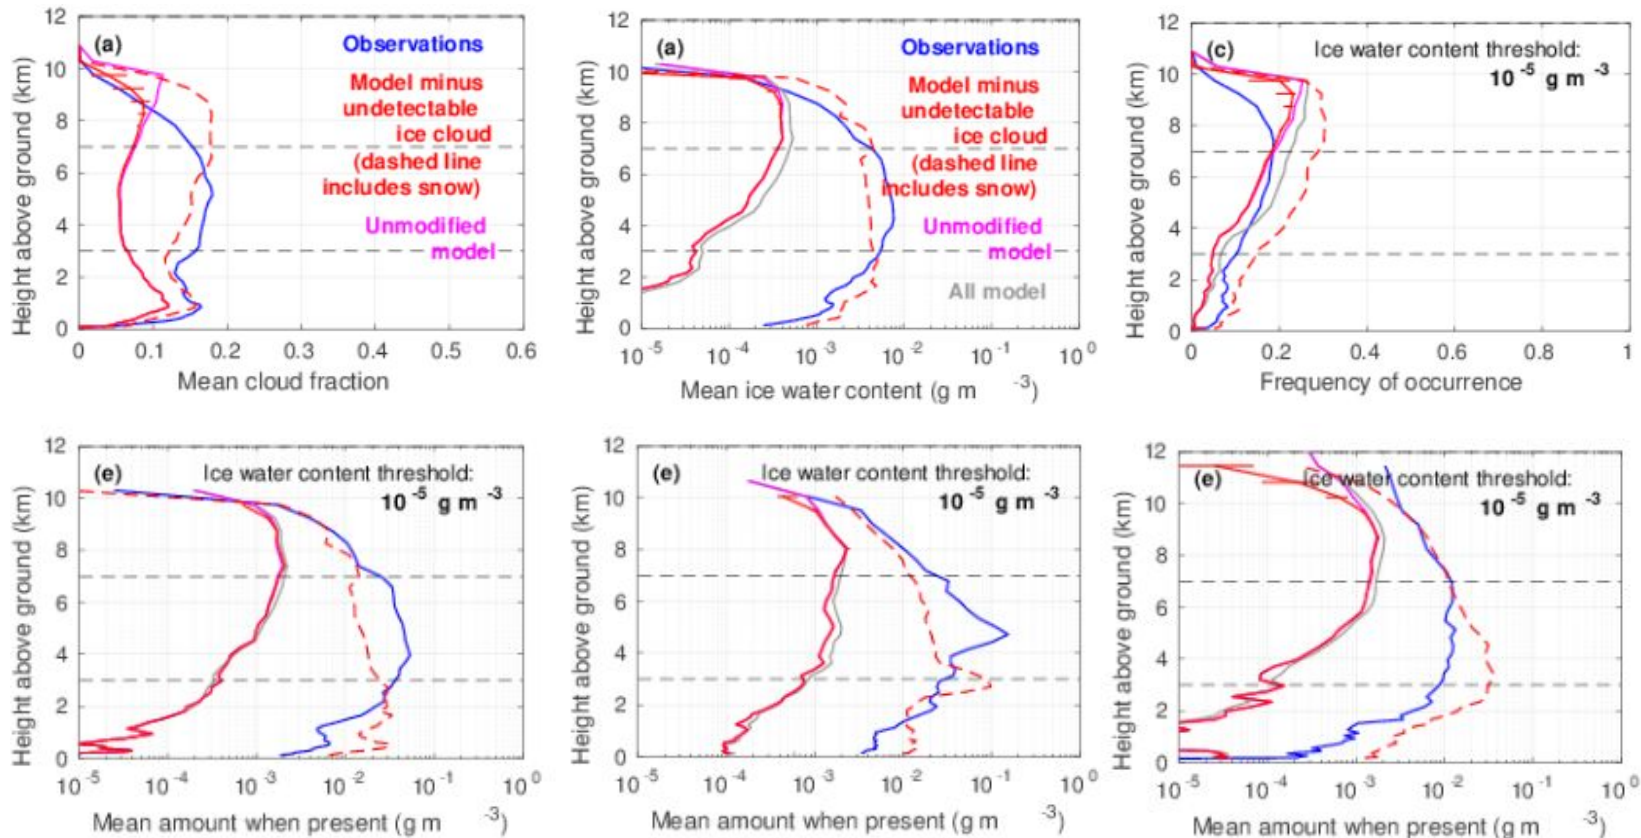 (a)
Observations
Model minus
undetectable
ice cloud
(dashed line
includes snow)
Unmodified
model
Height above ground (km)
12
10
8
6
4
2
0
0 0.1 0.2 0.3 0.4 0.5 0.6
Mean cloud fraction
(a)
Observations
Model minus
undetectable
ice cloud
(dashed line
includes snow)
Unmodified
model
All model
Height above ground (km)
12
10
8
6
4
2
0
10⁻⁵ 10⁻⁴ 10⁻³ 10⁻² 10⁻¹ 10⁰
Mean ice water content (g m ⁻³)
(c)
Ice water content threshold:
10⁻⁵ g m⁻³
Height above ground (km)
12
10
8
6
4
2
0
0 0.2 0.4 0.6 0.8 1
Frequency of occurrence
(e)
Ice water content threshold:
10⁻⁵ g m⁻³
Height above ground (km)
12
10
8
6
4
2
0
10⁻⁵ 10⁻⁴ 10⁻³ 10⁻² 10⁻¹ 10⁰
Mean amount when present (g m ⁻³)
(e)
Ice water content threshold:
10⁻⁵ g m⁻³
Height above ground (km)
12
10
8
6
4
2
0
10⁻⁵ 10⁻⁴ 10⁻³ 10⁻² 10⁻¹ 10⁰
Mean amount when present (g m ⁻³)
(e)
Ice water content threshold:
10⁻⁵ g m⁻³
Height above ground (km)
12
10
8
6
4
2
0
10⁻⁵ 10⁻⁴ 10⁻³ 10⁻² 10⁻¹ 10⁰
Mean amount when present (g m ⁻³)